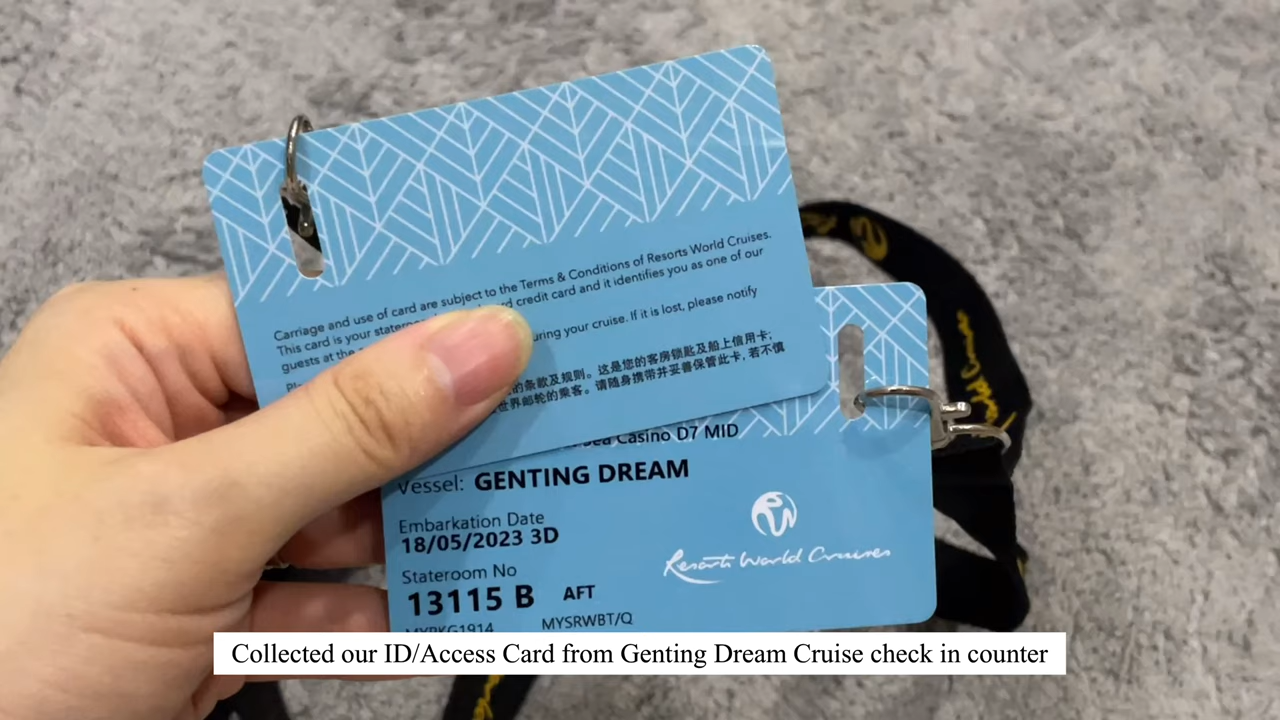 Carriage and use of card are subject to the Terms & Conditions of Resorts World Cruises.
This card is your credit card and it identifies you as one of our
guests at the during your cruise. If it is lost, please notify
的条款及规则。这是您的客房锁匙及船上信用卡;
世界邮轮的乘客。请随身携带并妥善保管此卡, 若不慎
Sea Casino D7 MID
Vessel: GENTING DREAM
Embarkation Date
18/05/2023 3D
Stateroom No
13115 B AFT
MYPKG1914 MYSRWBT/Q
Resorts World Cruises
Collected our ID/Access Card from Genting Dream Cruise check in counter